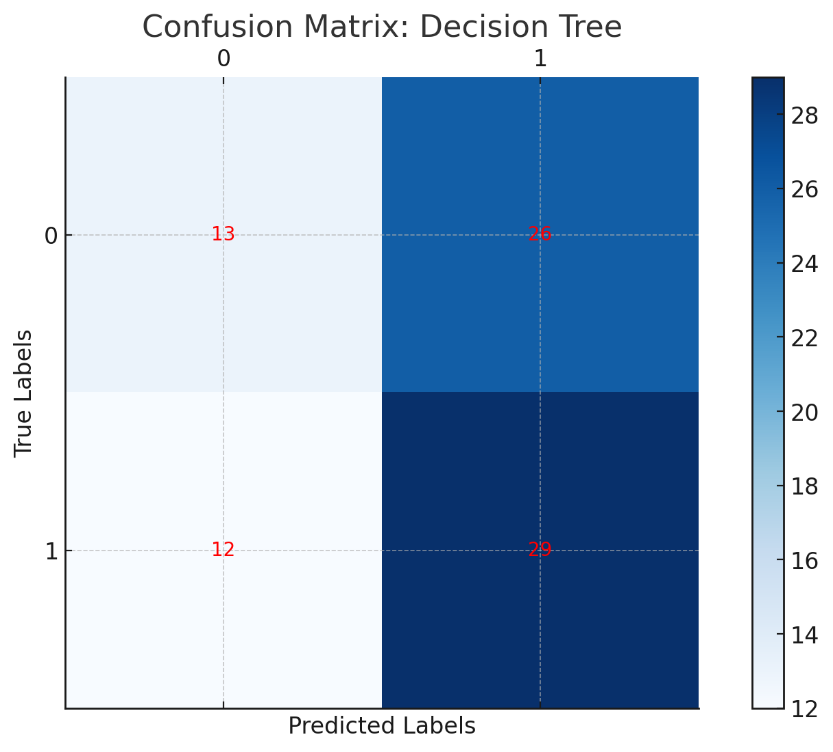 Confusion Matrix: Decision Tree
0 1
0 13 26
1 12 29
True Labels
Predicted Labels
28
26
24
22
20
18
16
14
12